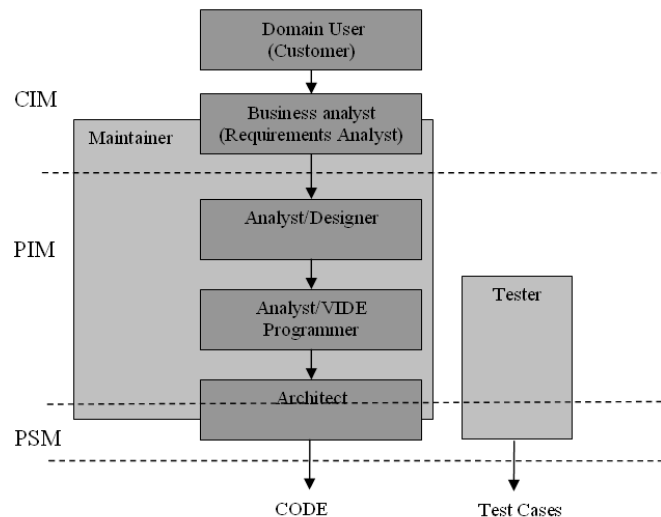 Domain User
(Customer)
CIM
Business analyst
(Requirements Analyst)
Maintainer
Analyst/Designer
PIM
Analyst/VIDE
Programmer
Tester
Architect
PSM
CODE
Test Cases